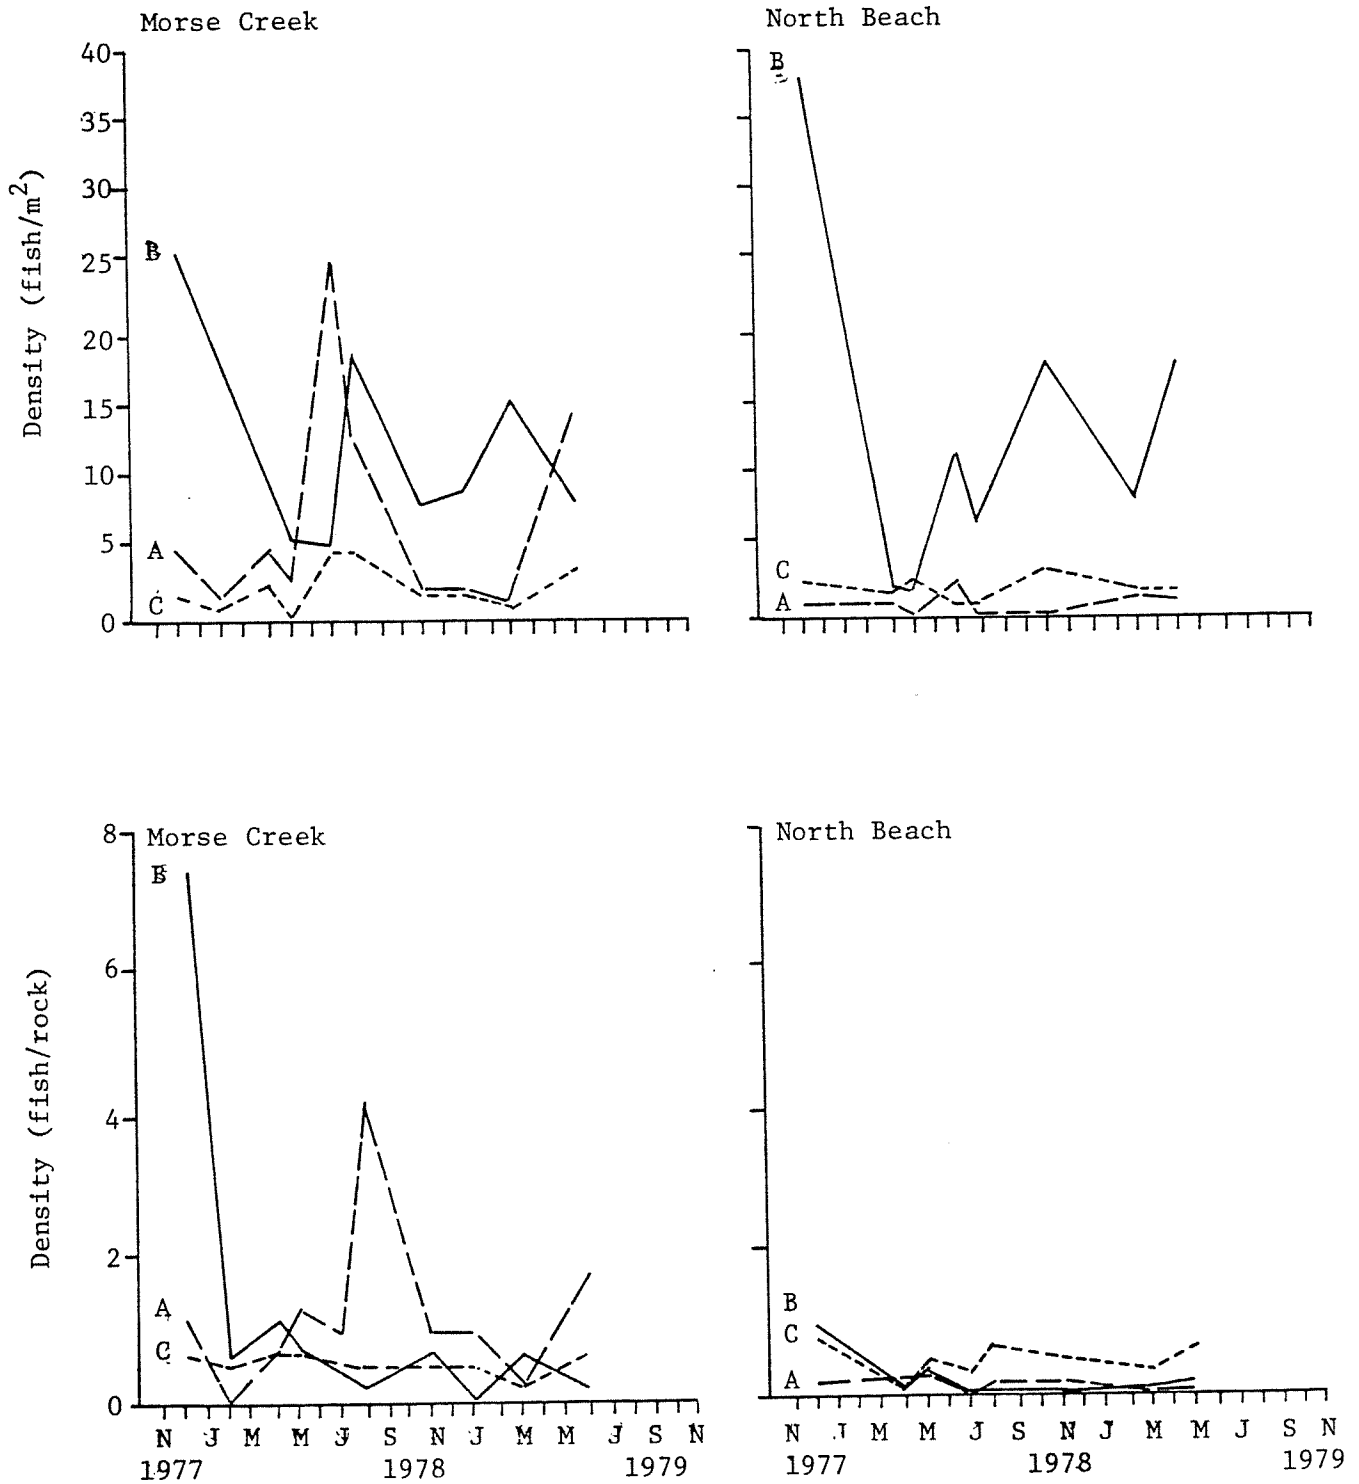 Morse Creek
North Beach
Density (fish/m²)
40
35
30
25
20
15
10
5
0
B
A
C
B
C
A
Morse Creek
North Beach
Density (fish/rock)
8
6
4
2
0
B
A
C
B
C
A
N J M M J S N J M M J S N
1977 1978 1979
N J M M J S N J M M J S N
1977 1978 1979